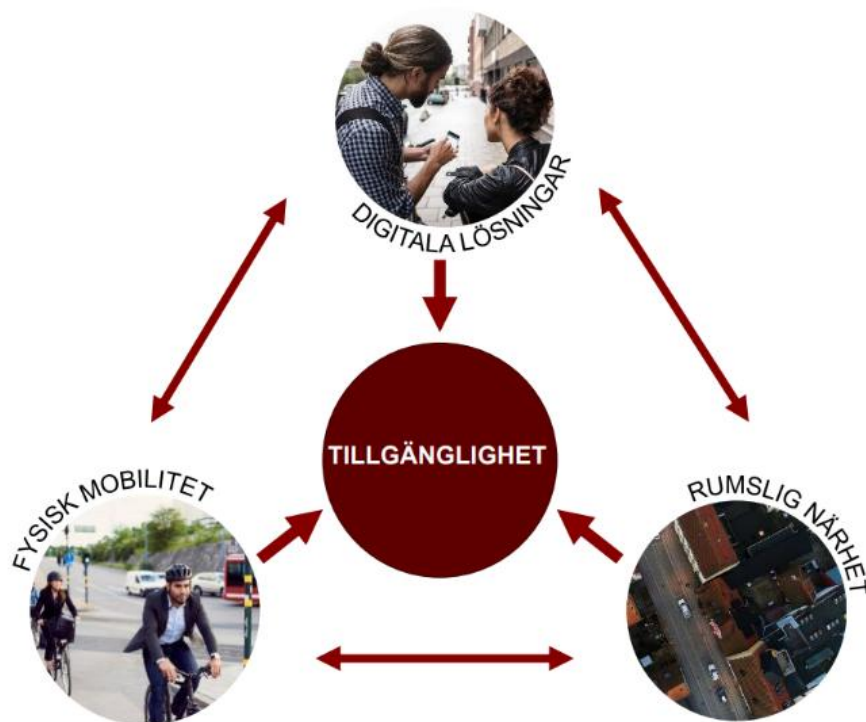 DIGITALA LÖSNINGAR
TILLGÄNGLIGHET
FYSISK MOBILITET
RUMSLIG NÄRHET